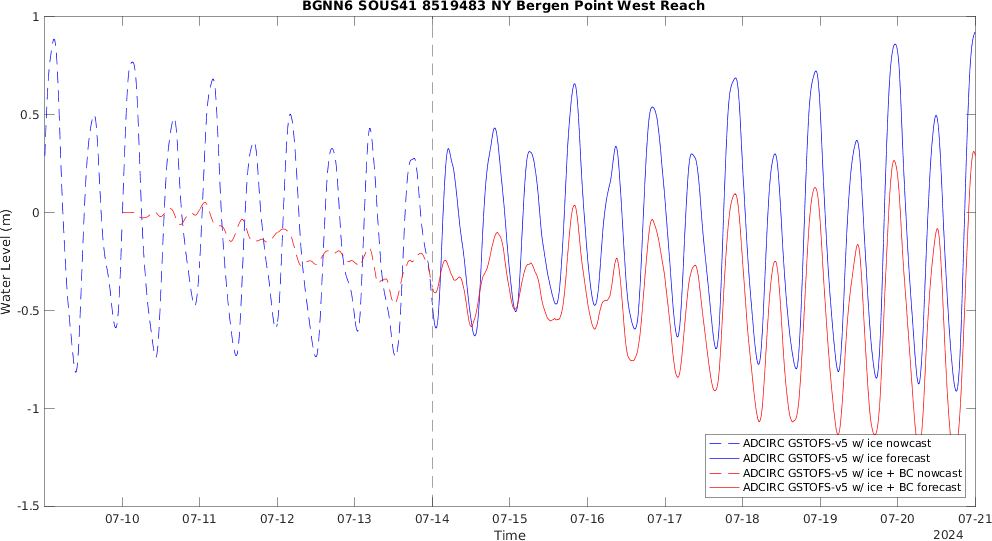 BGNN6 SOUS41 8519483 NY Bergen Point West Reach
1
0.5
0
-0.5
-1
-1.5
Water Level (m)
ADCIRC GSTOFS-v5 w/ ice nowcast
ADCIRC GSTOFS-v5 w/ ice forecast
ADCIRC GSTOFS-v5 w/ ice + BC nowcast
ADCIRC GSTOFS-v5 w/ ice + BC forecast
07-10 07-11 07-12 07-13 07-14 07-15 07-16 07-17 07-18 07-19 07-20 07-21
Time
2024